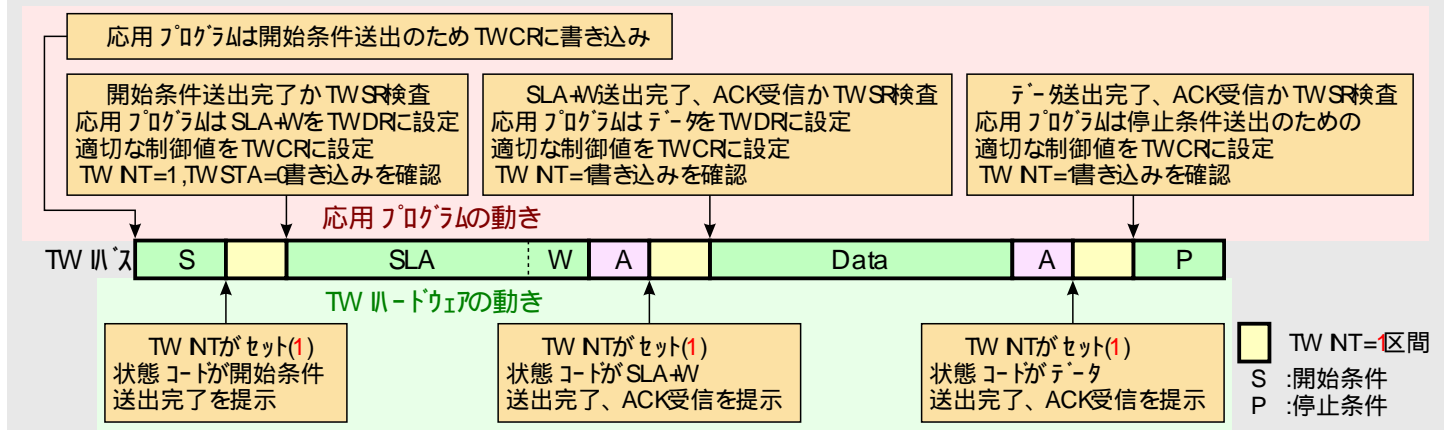 応用プログラムは開始条件送出のためTWCRに書き込み
開始条件送出完了かTWSR検査
応用プログラムはSLA+WをTWDRに設定
適切な制御値をTWCRに設定
TWINT=1,TWSTA=0書き込みを確認
SLA+W送出完了、ACK受信かTWSR検査
応用プログラムはデータをTWDRに設定
適切な制御値をTWCRに設定
TWINT=1書き込みを確認
データ送出完了、ACK受信かTWSR検査
応用プログラムは停止条件送出のための
適切な制御値をTWCRに設定
TWINT=1書き込みを確認
応用プログラムの動き
TWIバス S SLA W A Data A P
TWIハードウェアの動き
TWINTがセット(1)
状態コードが開始条件
送出完了を提示
TWINTがセット(1)
状態コードがSLA+W
送出完了、ACK受信を提示
TWINTがセット(1)
状態コードがデータ
送出完了、ACK受信を提示
TWINT=1区間
S :開始条件
P :停止条件